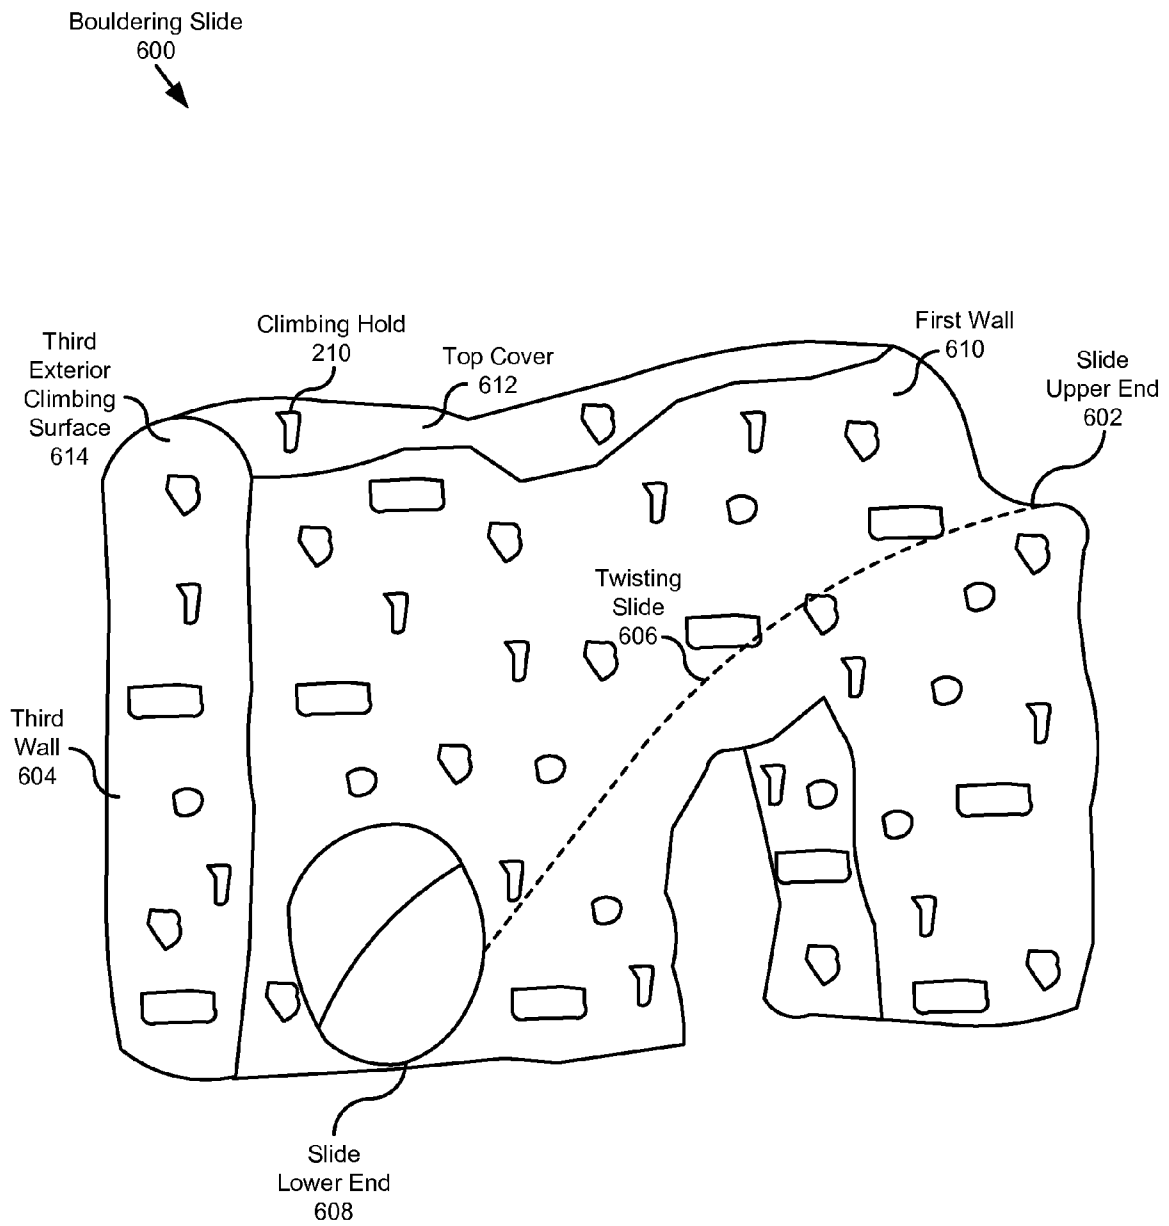 Bouldering Slide
600
Climbing Hold
210
First Wall
610
Third
Exterior
Climbing
Surface
614
Top Cover
612
Slide
Upper End
602
Twisting
Slide
606
Third
Wall
604
Slide
Lower End
608